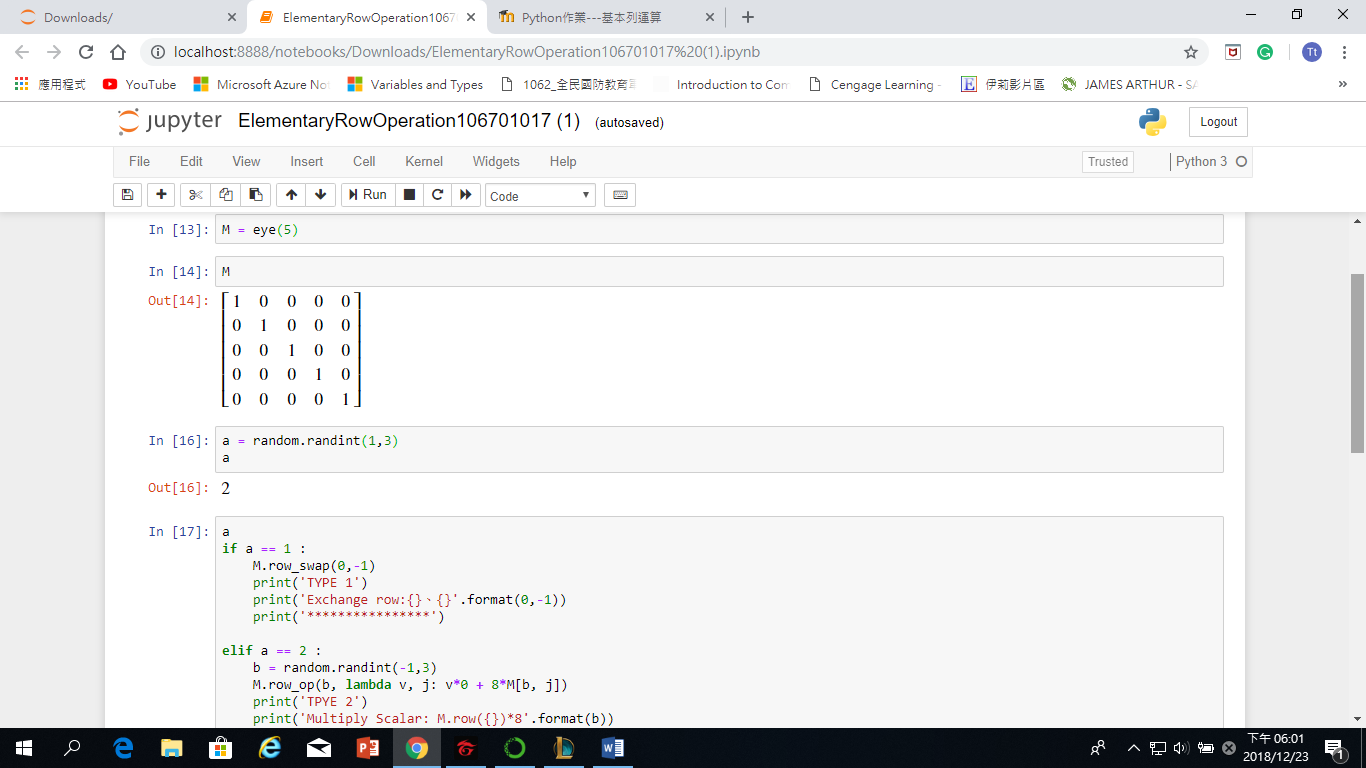 Downloads/
ElementaryRowOperation1067
Python作業---基本列運算
localhost:8888/notebooks/Downloads/ElementaryRowOperation106701017%20(1).ipynb
Tt
應用程式
YouTube
Microsoft Azure Not
Variables and Types
1062_全民國防教育
Introduction to Com
Cengage Learning -
伊莉影片區
JAMES ARTHUR - SA
»
jupyter ElementaryRowOperation106701017 (1) (autosaved)
Logout
File Edit View Insert Cell Kernel Widgets Help
Trusted
Python 3
Run
Code
In [13]: M = eye(5)
In [14]: M
Out[14]:
1 0 0 0 0
0 1 0 0 0
0 0 1 0 0
0 0 0 1 0
0 0 0 0 1
In [16]: a = random.randint(1,3)
a
Out[16]: 2
In [17]: a
if a == 1 :
    M.row_swap(0,-1)
    print('TYPE 1')
    print('Exchange row:{}、{}'.format(0,-1))
    print('****************')
elif a == 2 :
    b = random.randint(-1,3)
    M.row_op(b, lambda v, j: v*0 + 8*M[b, j])
    print('TPYE 2')
    print('Multiply Scalar: M.row({})*8'.format(b))
下午 06:01
2018/12/23
1